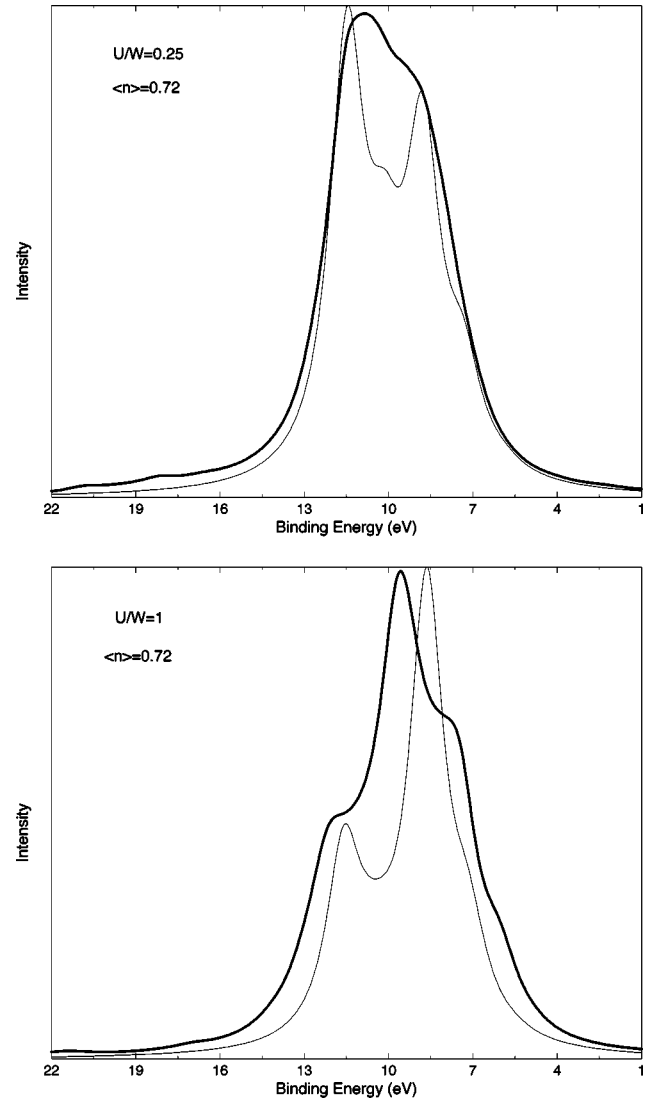 U/W=0.25
<n>=0.72
Intensity
22 19 16 13 10 7 4 1
Binding Energy (eV)
U/W=1
<n>=0.72
Intensity
22 19 16 13 10 7 4 1
Binding Energy (eV)